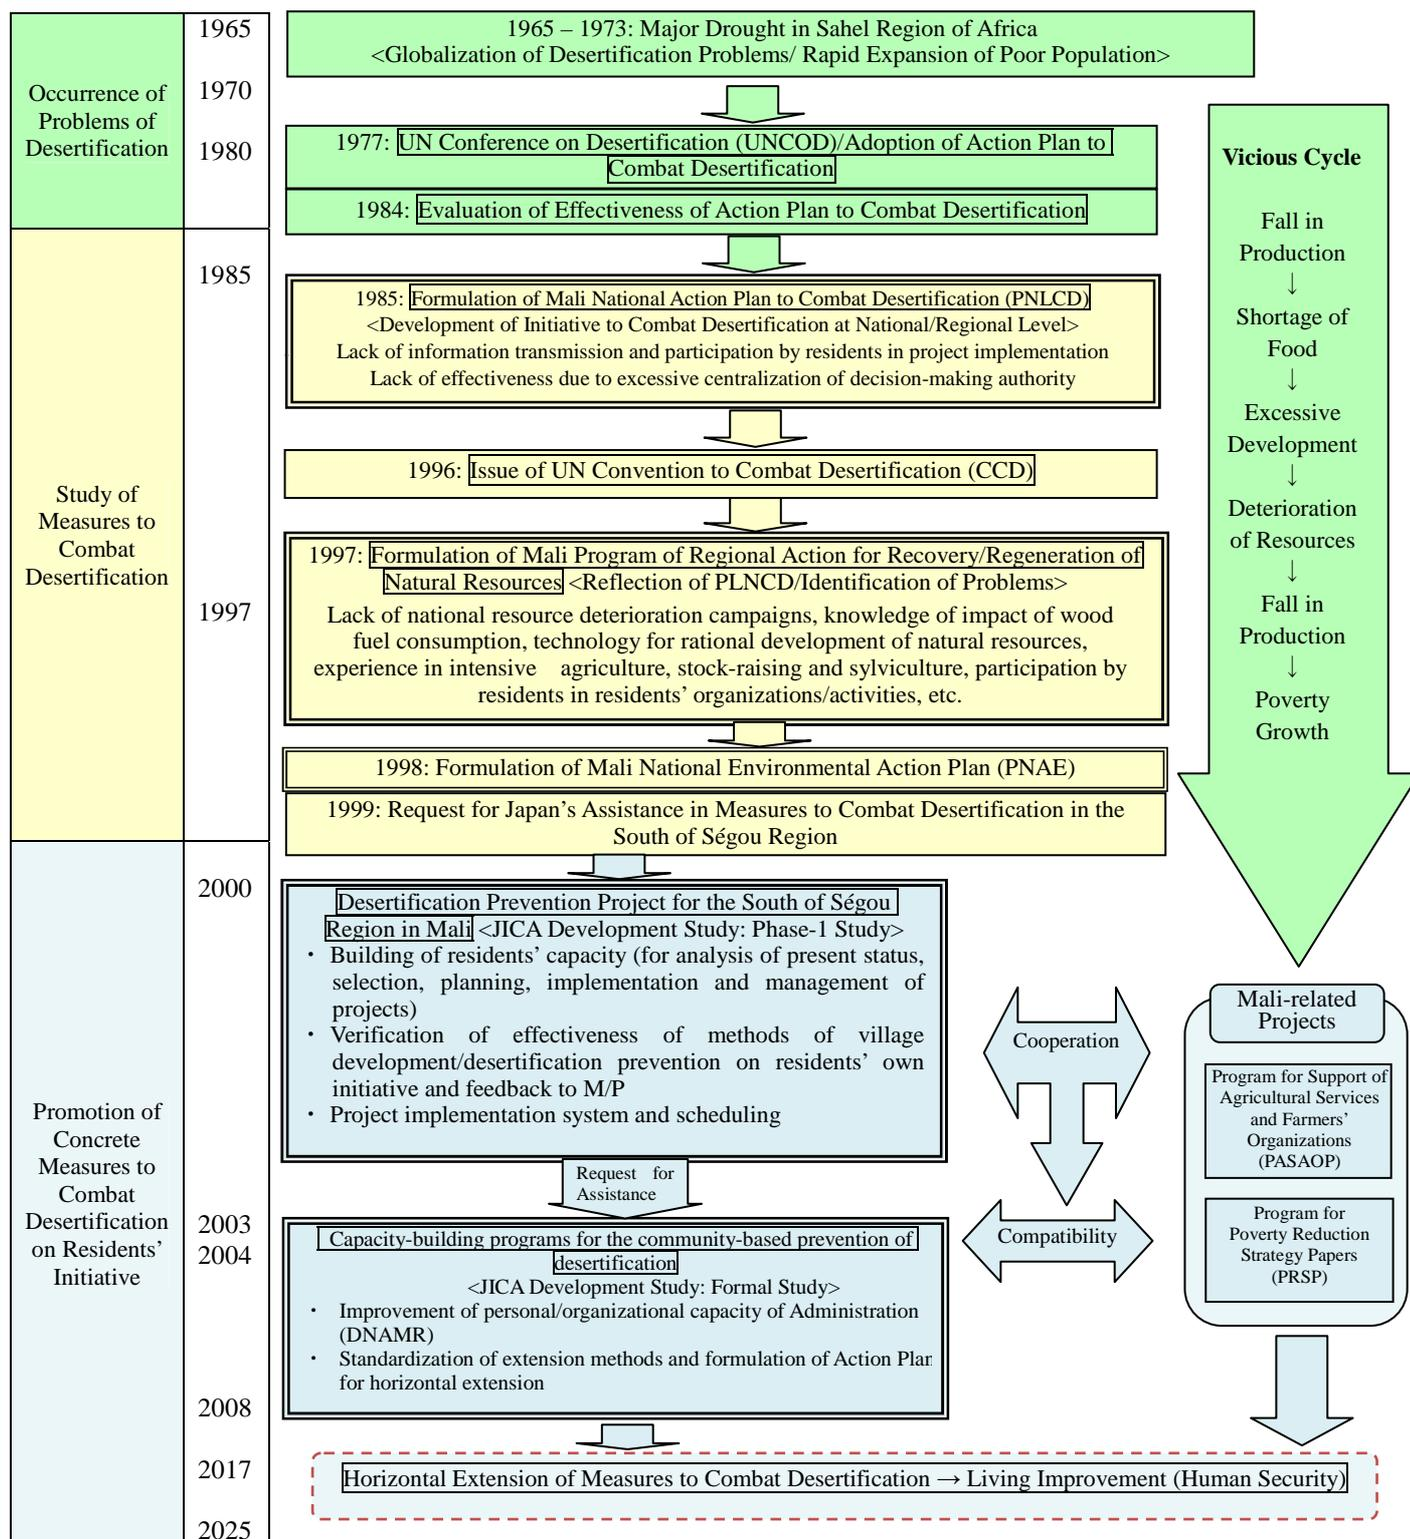 Occurrence of
Problems of
Desertification
Study of
Measures to
Combat
Desertification
Promotion of
Concrete
Measures to
Combat
Desertification
on Residents’
Initiative
1965
1970
1980
1985
1997
2000
2003
2004
2008
2017
2025
1965 – 1973: Major Drought in Sahel Region of Africa
<Globalization of Desertification Problems/ Rapid Expansion of Poor Population>
1977: UN Conference on Desertification (UNCOD)/Adoption of Action Plan to
Combat Desertification
1984: Evaluation of Effectiveness of Action Plan to Combat Desertification
1985: Formulation of Mali National Action Plan to Combat Desertification (PNLCD)
<Development of Initiative to Combat Desertification at National/Regional Level>
Lack of information transmission and participation by residents in project implementation
Lack of effectiveness due to excessive centralization of decision-making authority
1996: Issue of UN Convention to Combat Desertification (CCD)
1997: Formulation of Mali Program of Regional Action for Recovery/Regeneration of
Natural Resources <Reflection of PLNCD/Identification of Problems>
Lack of national resource deterioration campaigns, knowledge of impact of wood
fuel consumption, technology for rational development of natural resources,
experience in intensive agriculture, stock-raising and sylviculture, participation by
residents in residents’ organizations/activities, etc.
1998: Formulation of Mali National Environmental Action Plan (PNAE)
1999: Request for Japan’s Assistance in Measures to Combat Desertification in the
South of Ségou Region
Desertification Prevention Project for the South of Ségou
Region in Mali <JICA Development Study: Phase-1 Study>
・ Building of residents’ capacity (for analysis of present status,
selection, planning, implementation and management of
projects)
・ Verification of effectiveness of methods of village
development/desertification prevention on residents’ own
initiative and feedback to M/P
・ Project implementation system and scheduling
Request for
Assistance
Capacity-building programs for the community-based prevention of
desertification
<JICA Development Study: Formal Study>
・ Improvement of personal/organizational capacity of Administration
(DNAMR)
・ Standardization of extension methods and formulation of Action Plan
for horizontal extension
Horizontal Extension of Measures to Combat Desertification → Living Improvement (Human Security)
Vicious Cycle
Fall in
Production
↓
Shortage of
Food
↓
Excessive
Development
↓
Deterioration
of Resources
↓
Fall in
Production
↓
Poverty
Growth
Cooperation
Compatibility
Mali-related
Projects
Program for Support of
Agricultural Services
and Farmers’
Organizations
(PASAOP)
Program for
Poverty Reduction
Strategy Papers
(PRSP)